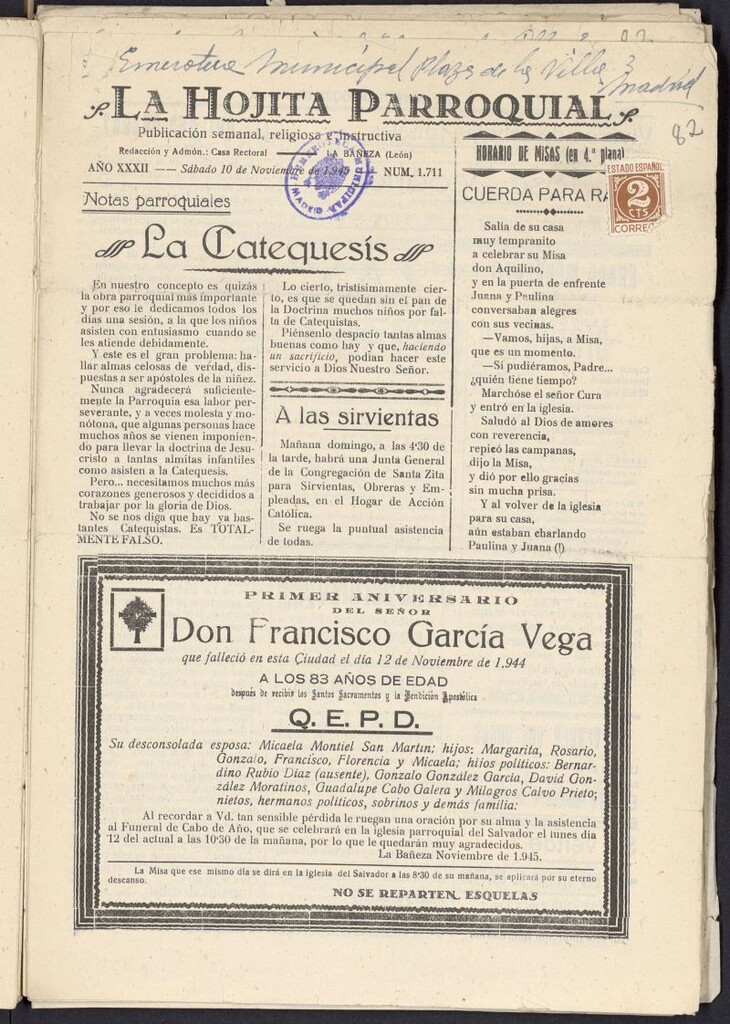 Municipal Plaza de la Villa 3
Madrid
82
LA HOJITA PARROQUIAL
Publicación semanal, religiosa e instructiva
Redacción y Admón.: Casa Rectoral — LA BAÑEZA (León)
AÑO XXXII —— Sábado 10 de Noviembre de 1.945 NUM. 1.711
HEMEROTECA MUNICIPAL
MADRID
Notas parroquiales
La Catequesís
En nuestro concepto es quizás
la obra parroquial más importante
y por eso le dedicamos todos los
días una sesión, a la que los niños
asisten con entusiasmo cuando se
les atiende debidamente.
Y este es el gran problema: ha-
llar almas celosas de verdad, dis-
puestas a ser apóstoles de la niñez.
Nunca agradecerá suficiente-
mente la Parroquia esa labor per-
severante, y a veces molesta y mo-
nótona, que algunas personas hace
muchos años se vienen imponien-
do para llevar la doctrina de Jesu-
cristo a tantas almitas infantiles
como asisten a la Catequesis.
Pero... necesitamos muchos más
corazones generosos y decididos a
trabajar por la gloria de Dios.
No se nos diga que hay ya bas-
tantes Catequistas. Es TOTAL-
MENTE FALSO.
Lo cierto, tristisimamente cier-
to, es que se quedan sin el pan de
la Doctrina muchos niños por fal-
ta de Catequistas.
Piénsenlo despacio tantas almas
buenas como hay y que, haciendo
un sacrificio, podían hacer este
servicio a Dios Nuestro Señor.
A las sirvientas
Mañana domingo, a las 4'30 de
la tarde, habrá una Junta General
de la Congregación de Santa Zita
para Sirvientas, Obreras y Em-
pleadas, en el Hogar de Acción
Católica.
Se ruega la puntual asistencia
de todas.
HORARIO DE MISAS (en 4.ª plana)
CUERDA PARA RA
ESTADO ESPAÑOL
2
CTS
CORREO
Salía de su casa
muy tempranito
a celebrar su Misa
don Aquilino,
y en la puerta de enfrente
Juana y Paulina
conversaban alegres
con sus vecinas.
—Vamos, hijas, a Misa,
que es un momento.
—Si pudiéramos, Padre...
¿quién tiene tiempo?
Marchóse el señor Cura
y entró en la iglesia.
Saludó al Dios de amores
con reverencia,
repicó las campanas,
dijo la Misa,
y dió por ello gracias
sin mucha prisa.
Y al volver de la iglesia
para su casa,
aún estaban charlando
Paulina y Juana (!)
PRIMER ANIVERSARIO
DEL SEÑOR
Don Francisco García Vega
que falleció en esta Ciudad el día 12 de Noviembre de 1.944
A LOS 83 AÑOS DE EDAD
después de recibir los Santos Sacramentos y la Bendición Apostólica
Q. E. P. D.
Su desconsolada esposa: Micaela Montiel San Martín; hijos: Margarita, Rosario,
Gonzalo, Francisco, Florencia y Micaela; hijos políticos: Bernar-
dino Rubio Díaz (ausente), Gonzalo González García, David Gon-
zález Moratinos, Guadalupe Cabo Galera y Milagros Calvo Prieto;
nietos, hermanos políticos, sobrinos y demás familia:
Al recordar a Vd. tan sensible pérdida le ruegan una oración por su alma y la asistencia
al Funeral de Cabo de Año, que se celebrará en la iglesia parroquial del Salvador el lunes día
12 del actual a las 10'30 de la mañana, por lo que le quedarán muy agradecidos.
La Bañeza Noviembre de 1.945.
La Misa que ese mismo día se dirá en la iglesia del Salvador a las 8'30 de su mañana, se aplicará por su eterno
descanso.
NO SE REPARTEN ESQUELAS